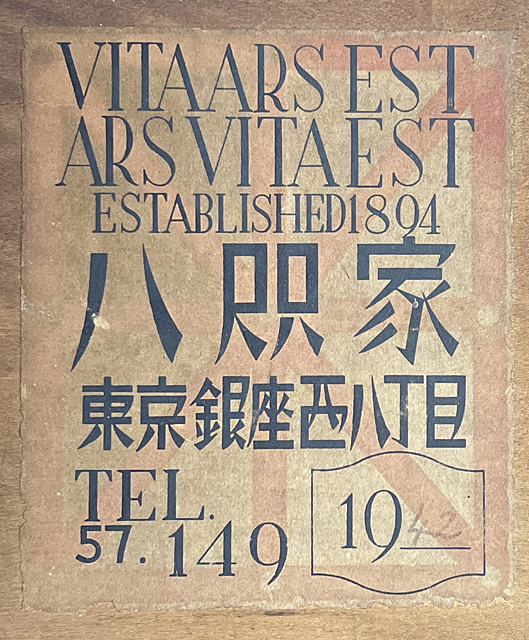 VITA ARS EST
ARS VITA EST
ESTABLISHED 1894
八咫家
東京銀座西八丁目
TEL.
57. 149
1942